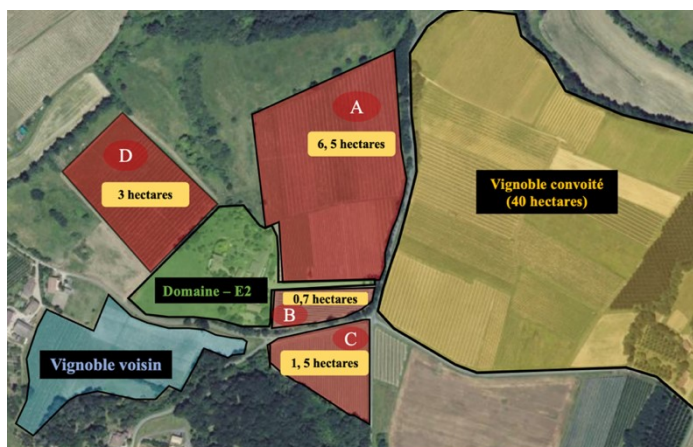 A
6, 5 hectares
D
3 hectares
Vignoble convoité
(40 hectares)
Domaine – E2
0,7 hectares
B
C
1, 5 hectares
Vignoble voisin